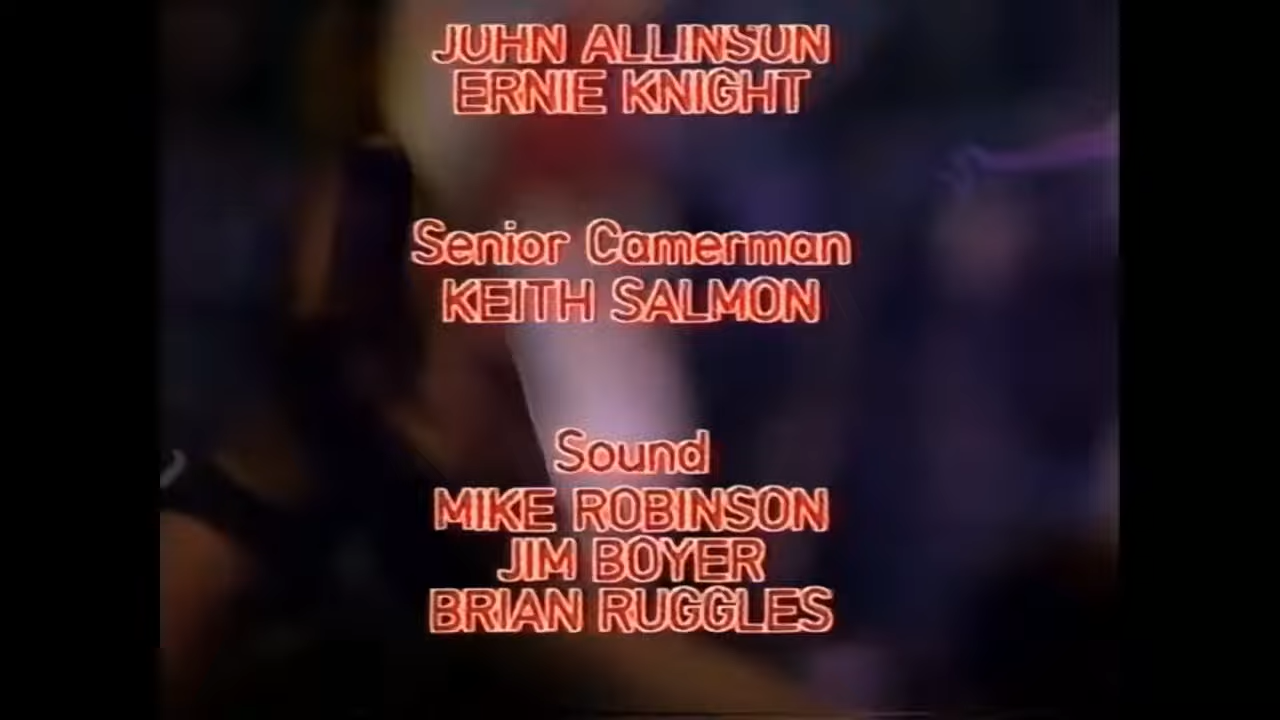 JOHN ALLINSON
ERNIE KNIGHT
Senior Camerman
KEITH SALMON
Sound
MIKE ROBINSON
JIM BOYER
BRIAN RUGGLES